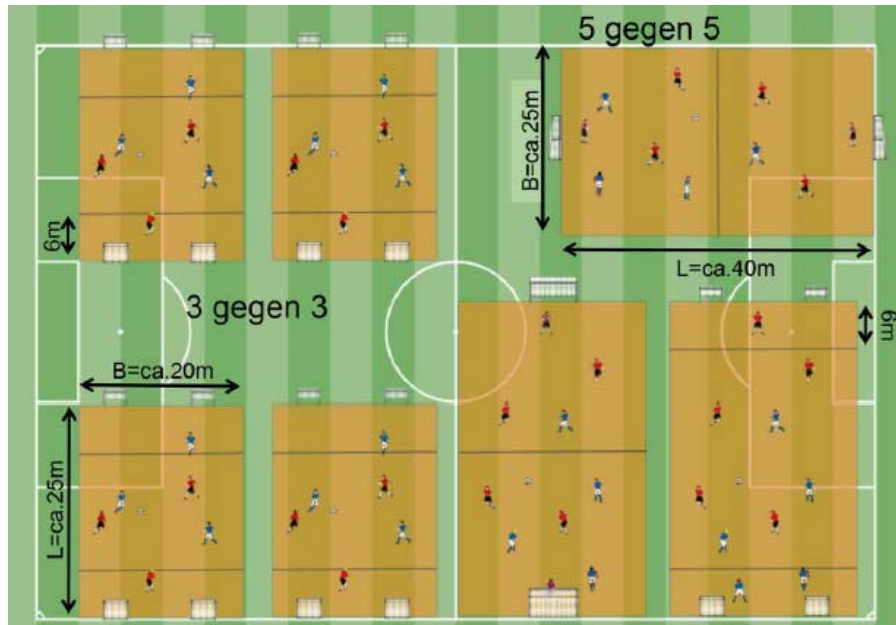 5 gegen 5
B=ca.25m
L=ca.40m
6m
3 gegen 3
6m
B=ca.20m
L=ca.25m